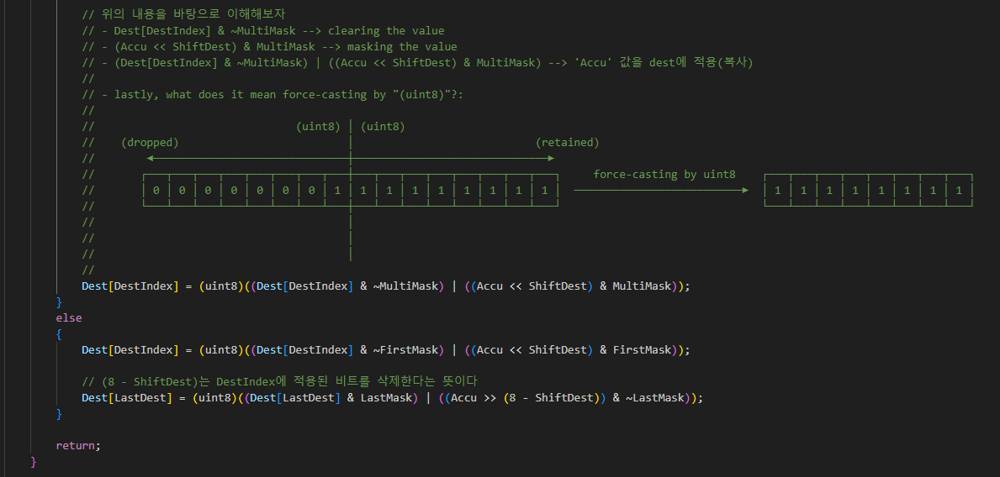 // 위의 내용을 바탕으로 이해해보자
// - Dest[DestIndex] & ~MultiMask --> clearing the value
// - (Accu << ShiftDest) & MultiMask --> masking the value
// - (Dest[DestIndex] & ~MultiMask) | ((Accu << ShiftDest) & MultiMask) --> 'Accu' 값을 dest에 적용(복사)
//
// - lastly, what does it mean force-casting by "(uint8)"?:
//
// (uint8) │ (uint8)
// (dropped) │ (retained)
// ◄───────────────┼───────────────►
// ┌───┬───┬───┬───┬───┬───┬───┬───┼───┬───┬───┬───┬───┬───┬───┐ force-casting by uint8 ┌───┬───┬───┬───┬───┬───┬───┬───┐
// │ 0 │ 0 │ 0 │ 0 │ 0 │ 0 │ 0 │ 1 │ 1 │ 1 │ 1 │ 1 │ 1 │ 1 │ 1 │ 1 │ ───────────────► │ 1 │ 1 │ 1 │ 1 │ 1 │ 1 │ 1 │ 1 │
// └───┴───┴───┴───┴───┴───┴───┴───┼───┴───┴───┴───┴───┴───┴───┘ └───┴───┴───┴───┴───┴───┴───┴───┘
// │
// │
// │
//
Dest[DestIndex] = (uint8)((Dest[DestIndex] & ~MultiMask) | ((Accu << ShiftDest) & MultiMask));
}
else
{
Dest[DestIndex] = (uint8)((Dest[DestIndex] & ~FirstMask) | ((Accu << ShiftDest) & FirstMask));
// (8 - ShiftDest)는 DestIndex에 적용된 비트를 삭제한다는 뜻이다
Dest[LastDest] = (uint8)((Dest[LastDest] & LastMask) | ((Accu >> (8 - ShiftDest)) & ~LastMask));
}
return;
}